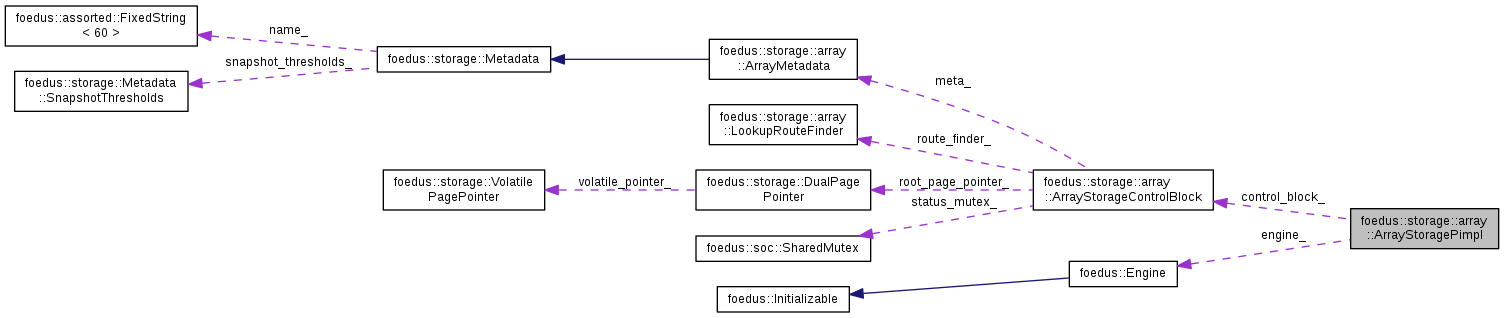 foedus::assorted::FixedString
< 60 >
name_
foedus::storage::Metadata
snapshot_thresholds_
foedus::storage::Metadata
::SnapshotThresholds
foedus::storage::array
::ArrayMetadata
meta_
foedus::storage::array
::LookupRouteFinder
route_finder_
foedus::storage::Volatile
PagePointer
volatile_pointer_
foedus::storage::DualPage
Pointer
root_page_pointer_
foedus::storage::array
::ArrayStorageControlBlock
status_mutex_
foedus::soc::SharedMutex
control_block_
foedus::storage::array
::ArrayStoragePimpl
engine_
foedus::Engine
foedus::Initializable